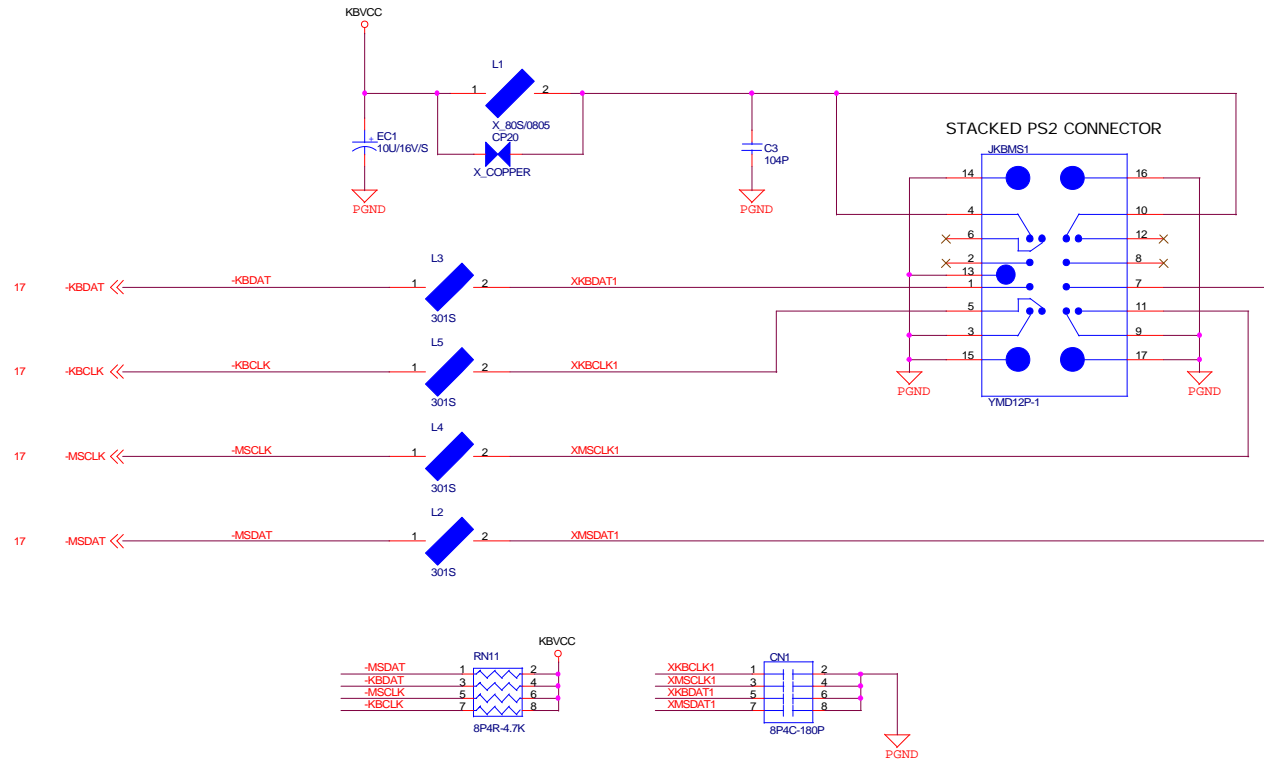 KBVCC
L1
1 2
X_80S/0805
CP20
X_COPPER
+ EC1
10U/16V/S
PGND
C3
104P
PGND
STACKED PS2 CONNECTOR
JKBMS1
14 16
4 10
6 12
2 8
13
1 7
5 11
3 9
15 17
YMD12P-1
PGND PGND
17 -KBDAT -KBDAT 1 L3 2 XKBDAT1
301S
17 -KBCLK -KBCLK 1 L5 2 XKBCLK1
301S
17 -MSCLK -MSCLK 1 L4 2 XMSCLK1
301S
17 -MSDAT -MSDAT 1 L2 2 XMSDAT1
301S
KBVCC
RN11
-MSDAT 1 2
-KBDAT 3 4
-MSCLK 5 6
-KBCLK 7 8
8P4R-4.7K
CN1
XKBCLK1 1 2
XMSCLK1 3 4
XKBDAT1 5 6
XMSDAT1 7 8
8P4C-180P
PGND